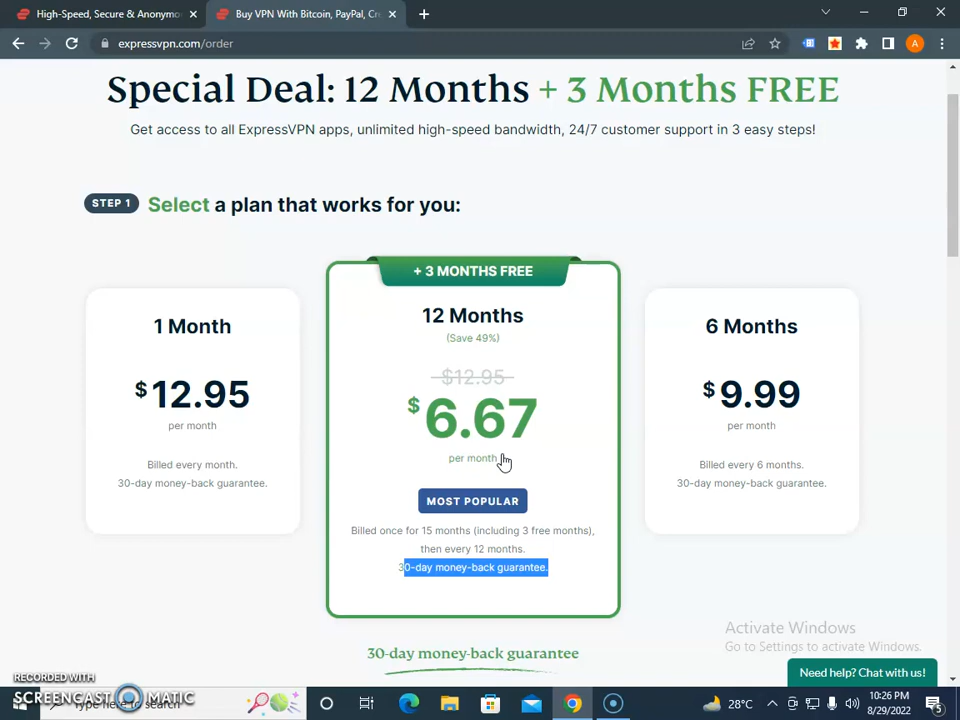 High-Speed, Secure & Anonymo
Buy VPN With Bitcoin, PayPal, Cre
expressvpn.com/order
A
Special Deal: 12 Months + 3 Months FREE
Get access to all ExpressVPN apps, unlimited high-speed bandwidth, 24/7 customer support in 3 easy steps!
STEP 1 Select a plan that works for you:
+ 3 MONTHS FREE
1 Month
$12.95
per month
Billed every month.
30-day money-back guarantee.
12 Months
(Save 49%)
$12.95
$6.67
per month
MOST POPULAR
Billed once for 15 months (including 3 free months),
then every 12 months.
30-day money-back guarantee.
6 Months
$9.99
per month
Billed every 6 months.
30-day money-back guarantee.
30-day money-back guarantee
Activate Windows
Go to Settings to activate Windows.
Need help? Chat with us!
RECORDED WITH
SCREENCAST MATIC
Type here to search
28°C
10:26 PM
8/29/2022
5